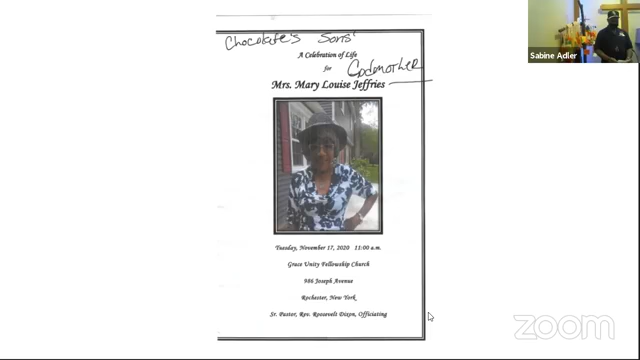 Chocolate's Sons'
A Celebration of Life
for
Godmother
Mrs. Mary Louise Jeffries
Tuesday, November 17, 2020 11:00 a.m.
Grace Unity Fellowship Church
986 Joseph Avenue
Rochester, New York
Sr. Pastor, Rev. Roosevelt Dixon, Officiating
Sabine Adler
zoom